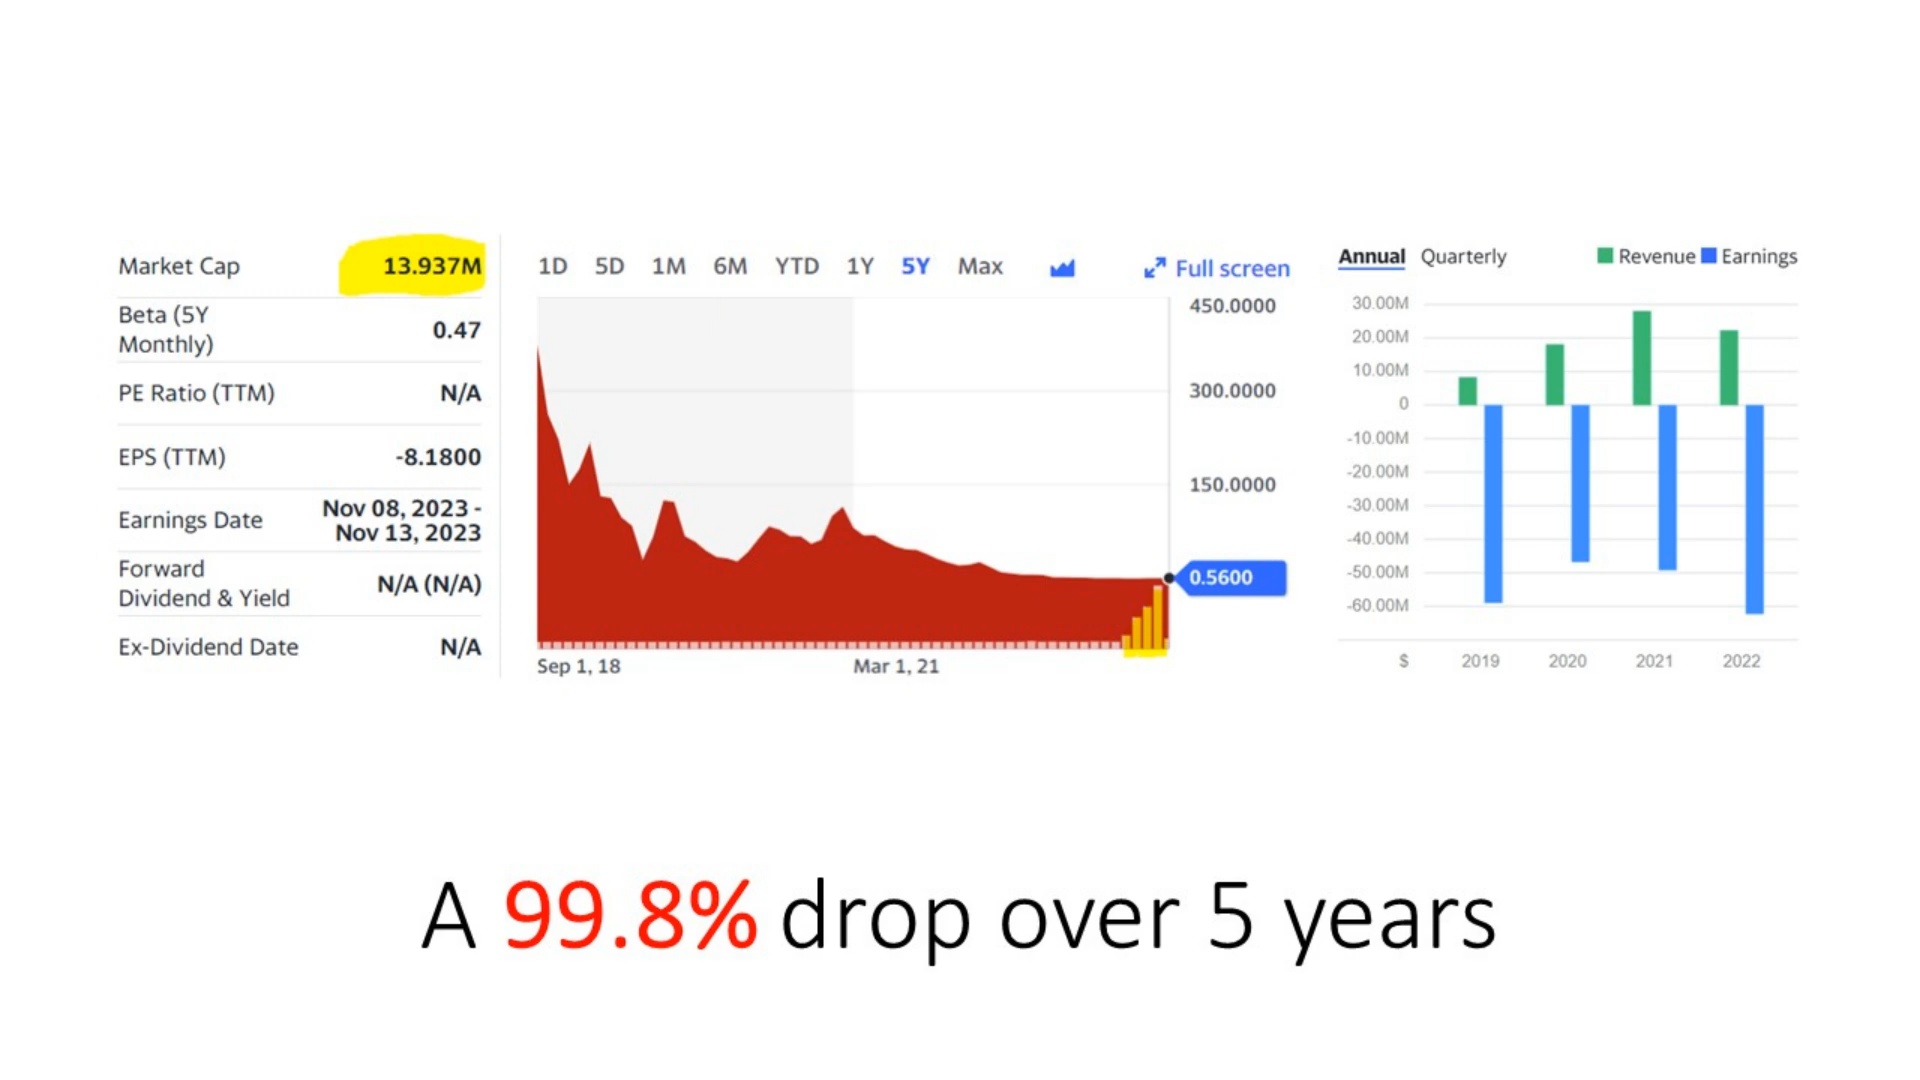 Market Cap 13.937M
Beta (5Y
Monthly) 0.47
PE Ratio (TTM) N/A
EPS (TTM) -8.1800
Earnings Date Nov 08, 2023 -
Nov 13, 2023
Forward
Dividend & Yield N/A (N/A)
Ex-Dividend Date N/A
1D 5D 1M 6M YTD 1Y 5Y Max Full screen
450.0000
300.0000
150.0000
0.5600
Sep 1, 18 Mar 1, 21
Annual Quarterly Revenue Earnings
30.00M
20.00M
10.00M
0
-10.00M
-20.00M
-30.00M
-40.00M
-50.00M
-60.00M
$ 2019 2020 2021 2022
A 99.8% drop over 5 years